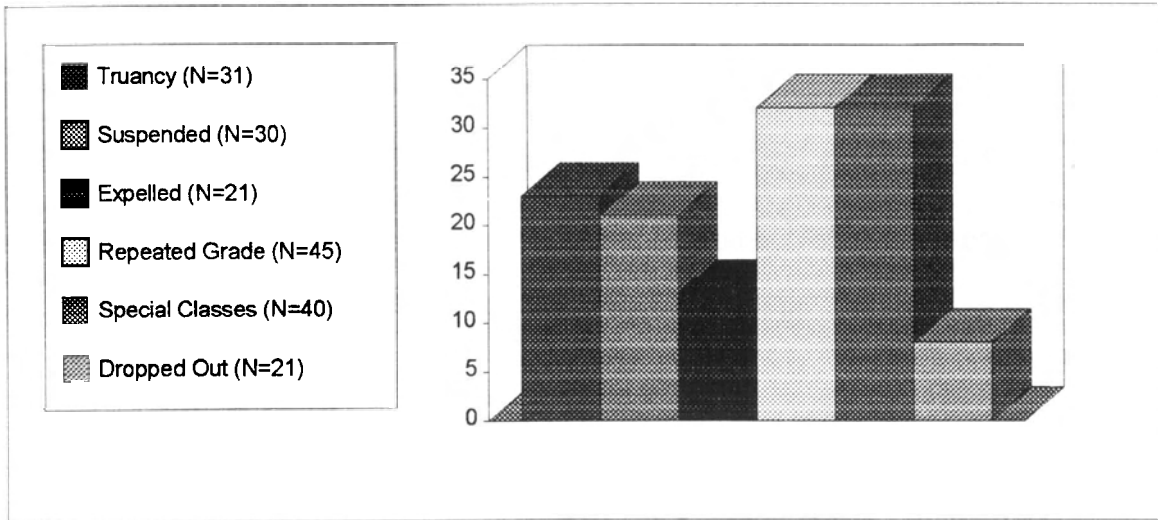 Truancy (N=31)
Suspended (N=30)
Expelled (N=21)
Repeated Grade (N=45)
Special Classes (N=40)
Dropped Out (N=21)
35
30
25
20
15
10
5
0